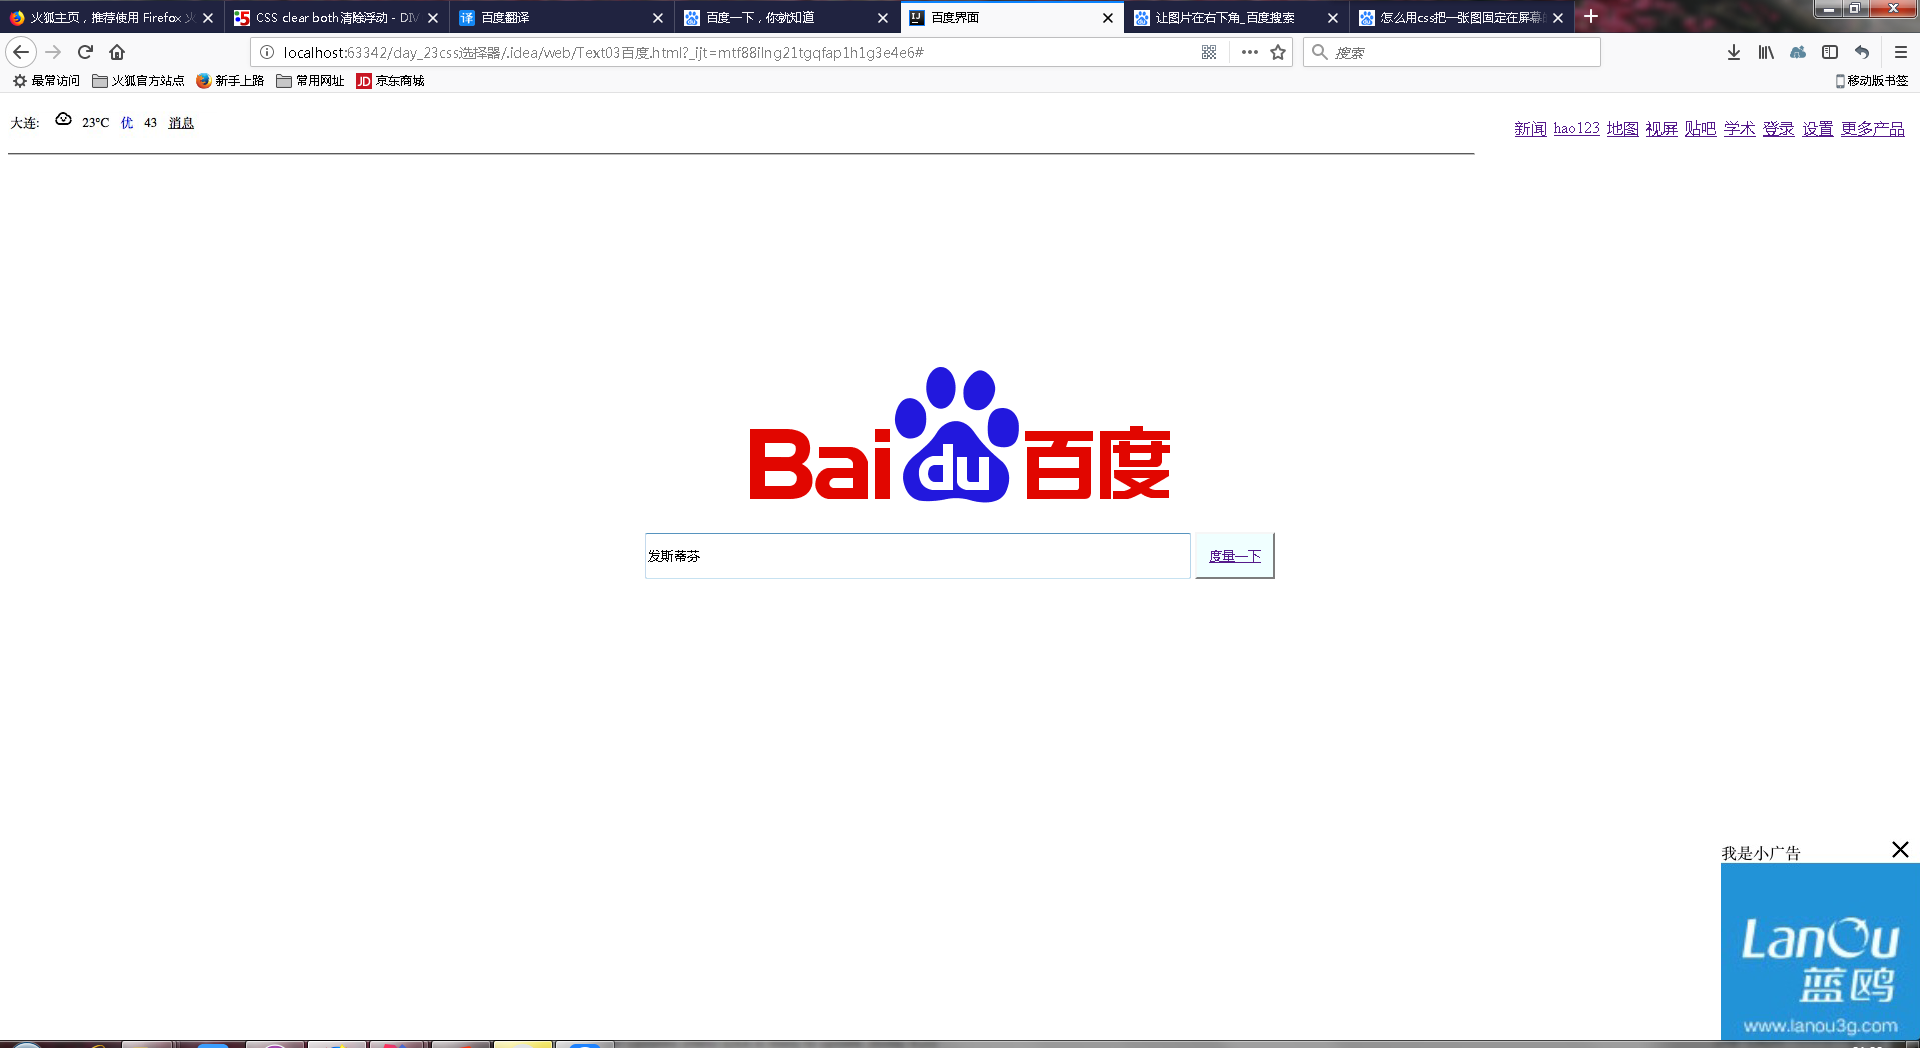 火狐主页，推荐使用 Firefox 火
CSS clear both清除浮动 - DIV
百度翻译
百度一下，你就知道
百度界面
让图片在右下角_百度搜索
怎么用css把一张图固定在屏幕
localhost:63342/day_23css选择器/.idea/web/Text03百度.html?_ijt=mtf88ilng21tgqfap1h1g3e4e6#
搜索
最常访问 火狐官方站点 新手上路 常用网址 JD 京东商城
移动版书签
大连: 23℃ 优 43 消息
新闻 hao123 地图 视屏 贴吧 学术 登录 设置 更多产品
Bai du 百度
发斯蒂芬
度量一下
我是小广告
LanOu
蓝鸥
www.lanou3g.com